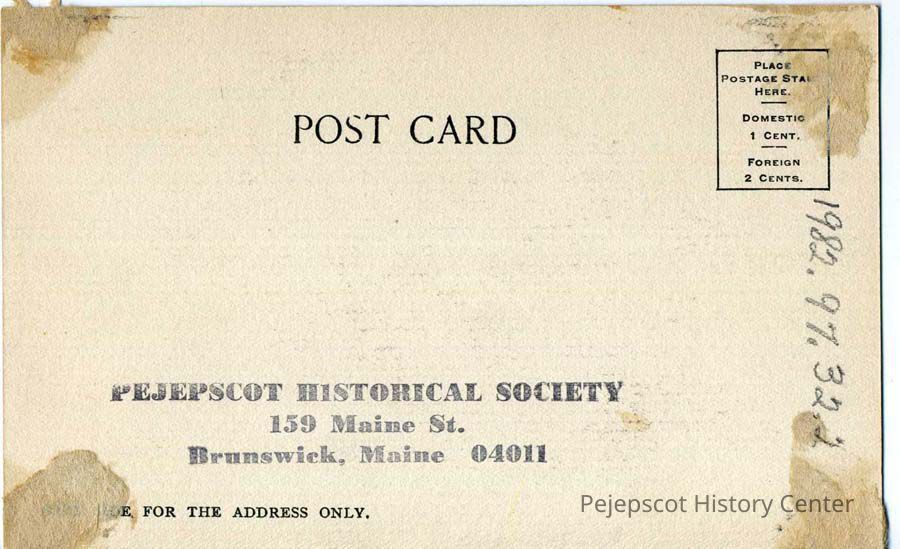 POST CARD
PLACE
POSTAGE STA
HERE.
DOMESTIC
1 CENT.
FOREIGN
2 CENTS.
1982.97.32.2
PEJEPSCOT HISTORICAL SOCIETY
159 Maine St.
Brunswick, Maine 04011
DE FOR THE ADDRESS ONLY.
Pejepscot History Center